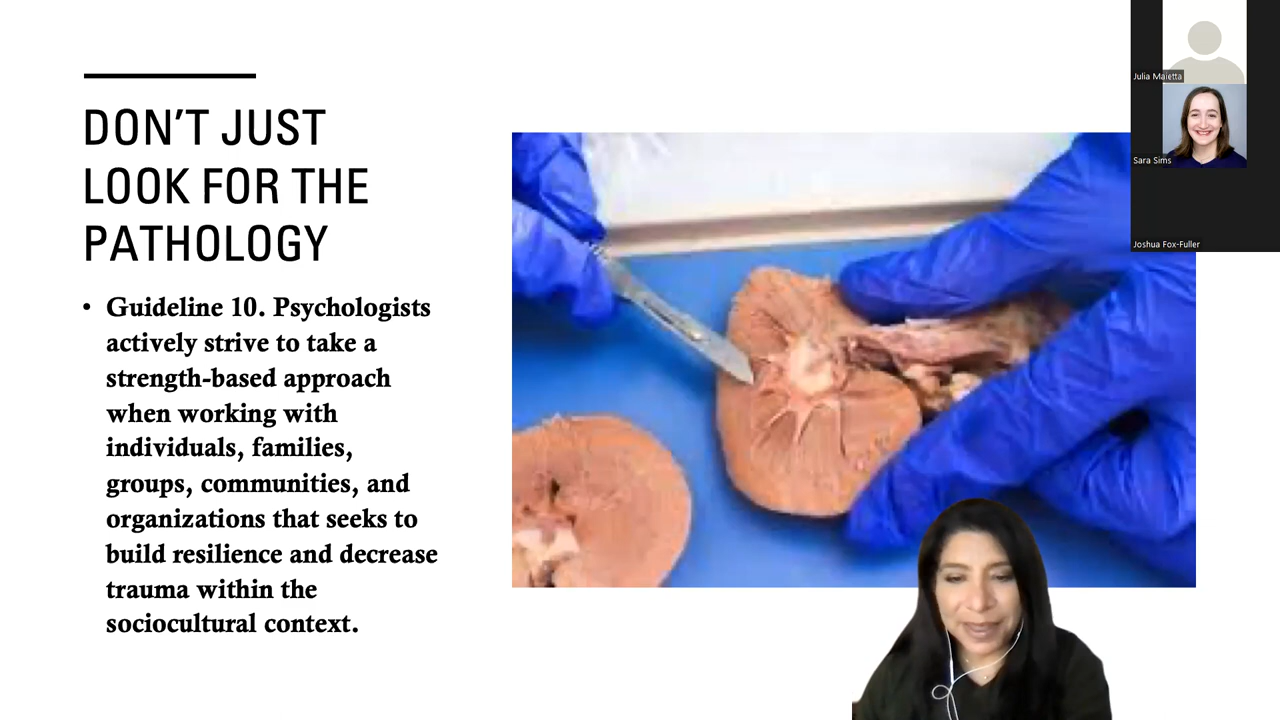 DON’T JUST
LOOK FOR THE
PATHOLOGY
• Guideline 10. Psychologists
actively strive to take a
strength-based approach
when working with
individuals, families,
groups, communities, and
organizations that seeks to
build resilience and decrease
trauma within the
sociocultural context.
Julia Maietta
Sara Sims
Joshua Fox-Fuller